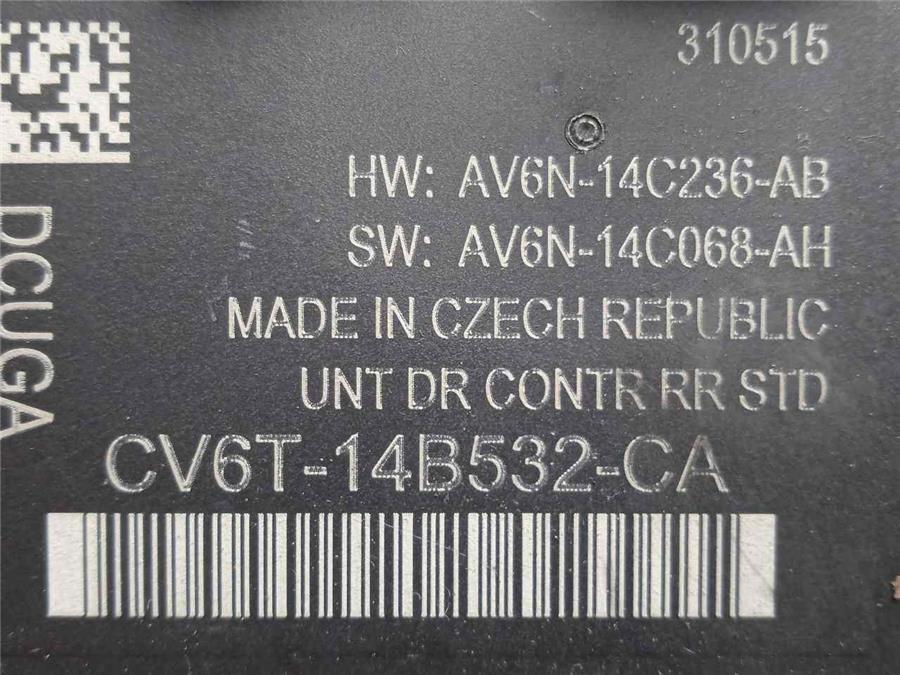 310515
HW: AV6N-14C236-AB
SW: AV6N-14C068-AH
MADE IN CZECH REPUBLIC
UNT DR CONTR RR STD
DCUGA
CV6T-14B532-CA